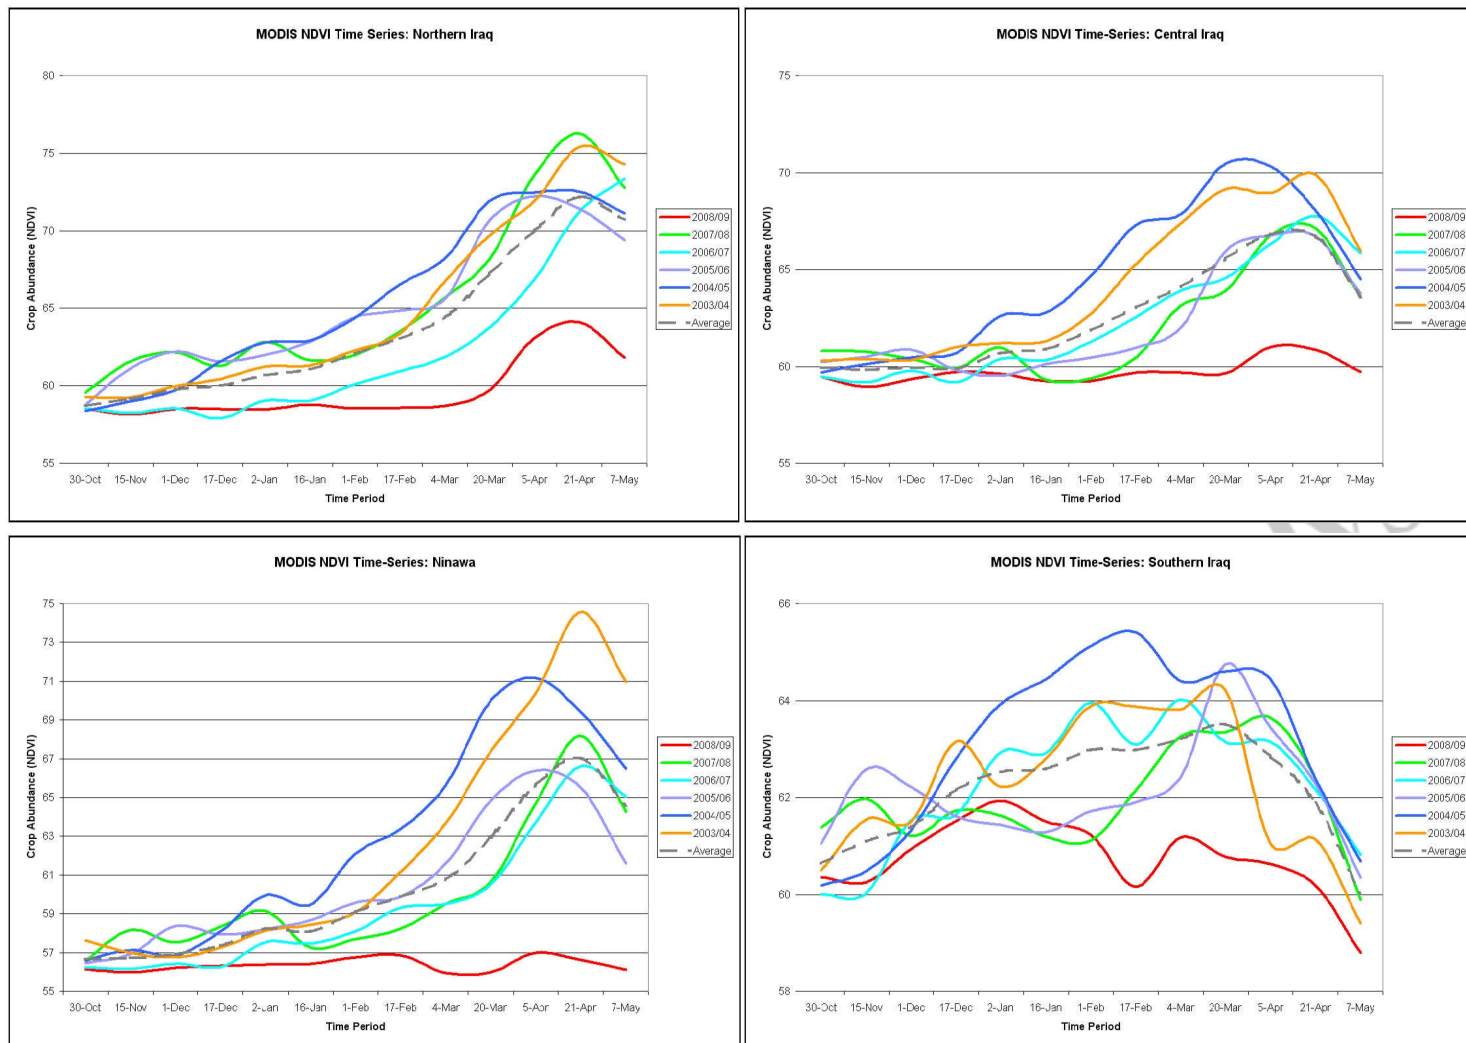 MODIS NDVI Time Series: Northern Iraq
Crop Abundance (NDVI)
80
75
70
65
60
55
30-Oct 15-Nov 1-Dec 17-Dec 2-Jan 16-Jan 1-Feb 17-Feb 4-Mar 20-Mar 5-Apr 21-Apr 7-May
Time Period
2008/09
2007/08
2006/07
2005/06
2004/05
2003/04
Average
MODIS NDVI Time-Series: Central Iraq
Crop Abundance (NDVI)
75
70
65
60
55
30-Oct 15-Nov 1-Dec 17-Dec 2-Jan 16-Jan 1-Feb 17-Feb 4-Mar 20-Mar 5-Apr 21-Apr 7-May
Time Period
2008/09
2007/08
2006/07
2005/06
2004/05
2003/04
Average
MODIS NDVI Time-Series: Ninawa
Crop Abundance (NDVI)
75
73
71
69
67
65
63
61
59
57
55
30-Oct 15-Nov 1-Dec 17-Dec 2-Jan 16-Jan 1-Feb 17-Feb 4-Mar 20-Mar 5-Apr 21-Apr 7-May
Time Period
2008/09
2007/08
2006/07
2005/06
2004/05
2003/04
Average
MODIS NDVI Time-Series: Southern Iraq
Crop Abundance (NDVI)
66
64
62
60
58
30-Oct 15-Nov 1-Dec 17-Dec 2-Jan 16-Jan 1-Feb 17-Feb 4-Mar 20-Mar 5-Apr 21-Apr 7-May
Time Period
2008/09
2007/08
2006/07
2005/06
2004/05
2003/04
Average